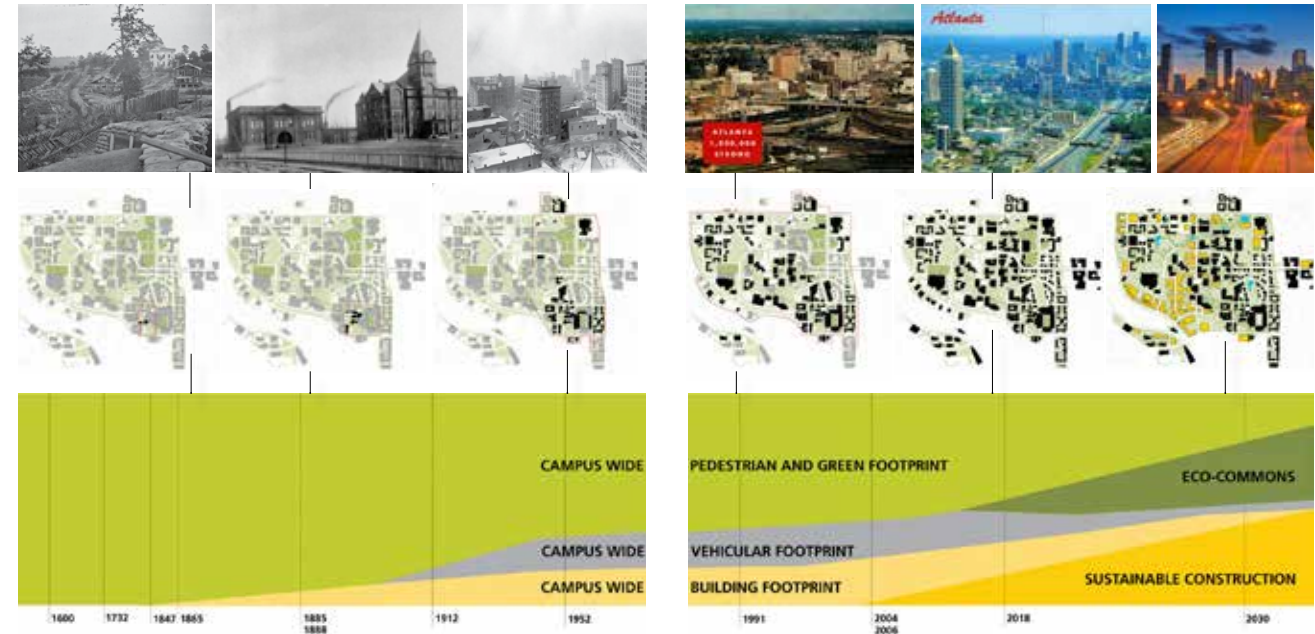 Atlanta
ATLANTA
1,000,000
STRONG
CAMPUS WIDE
PEDESTRIAN AND GREEN FOOTPRINT
ECO-COMMONS
CAMPUS WIDE
VEHICULAR FOOTPRINT
CAMPUS WIDE
BUILDING FOOTPRINT
SUSTAINABLE CONSTRUCTION
1600
1732
1847 1865
1885
1888
1912
1952
1991
2004
2006
2018
2030